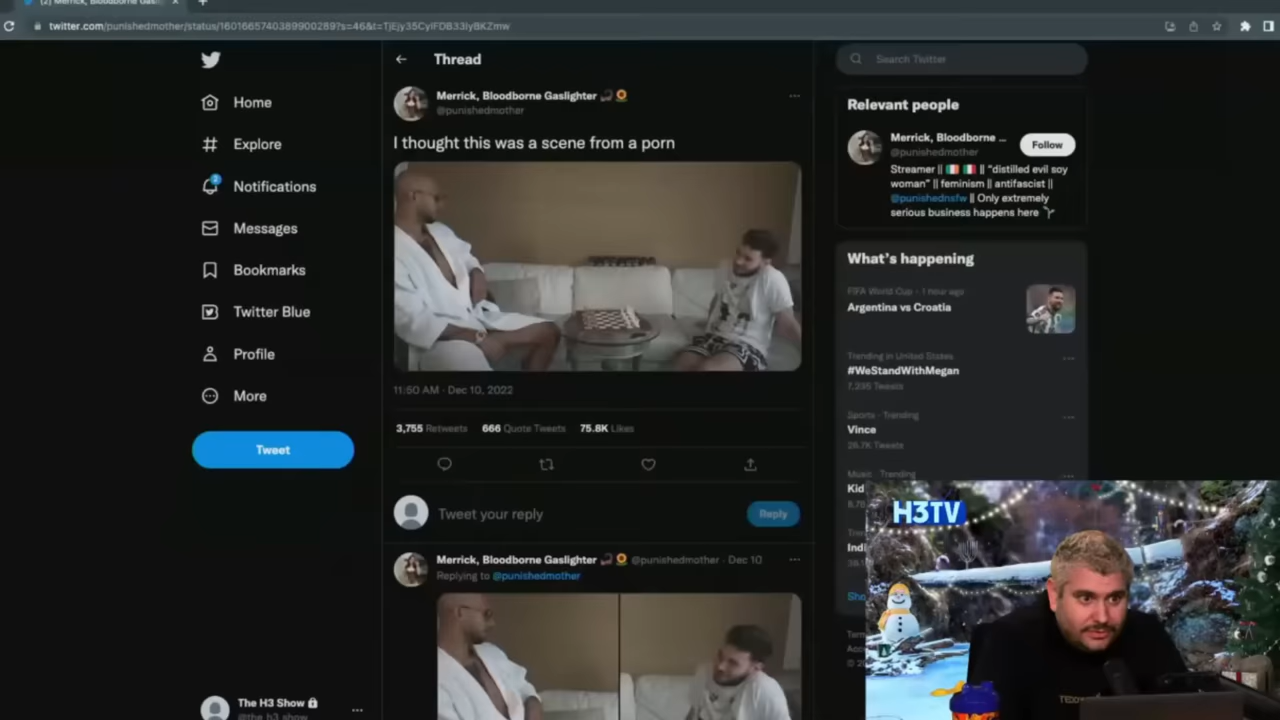 twitter.com/punishedmother/status/
Home
Explore
2
Notifications
Messages
Bookmarks
Twitter Blue
Profile
More
Tweet
The H3 Show
@the_h3_show
Thread
Merrick, Bloodborne Gaslighter
@punishedmother
I thought this was a scene from a porn
11:50 AM · Dec 10, 2022
3,755 Retweets 666 Quote Tweets 75.8K Likes
Tweet your reply
Reply
Merrick, Bloodborne Gaslighter @punishedmother · Dec 10
Replying to @punishedmother
Search Twitter
Relevant people
Merrick, Bloodborne ...
@punishedmother
Follow
Streamer || || "distilled evil soy
woman" || feminism || antifascist ||
@punishednsfw || Only extremely
serious business happens here
What's happening
FIFA World Cup · 1 hour ago
Argentina vs Croatia
Trending in United States
#WeStandWithMegan
7,235 Tweets
Sports · Trending
Vince
26.7K Tweets
Music · Trending
Kid
H3TV